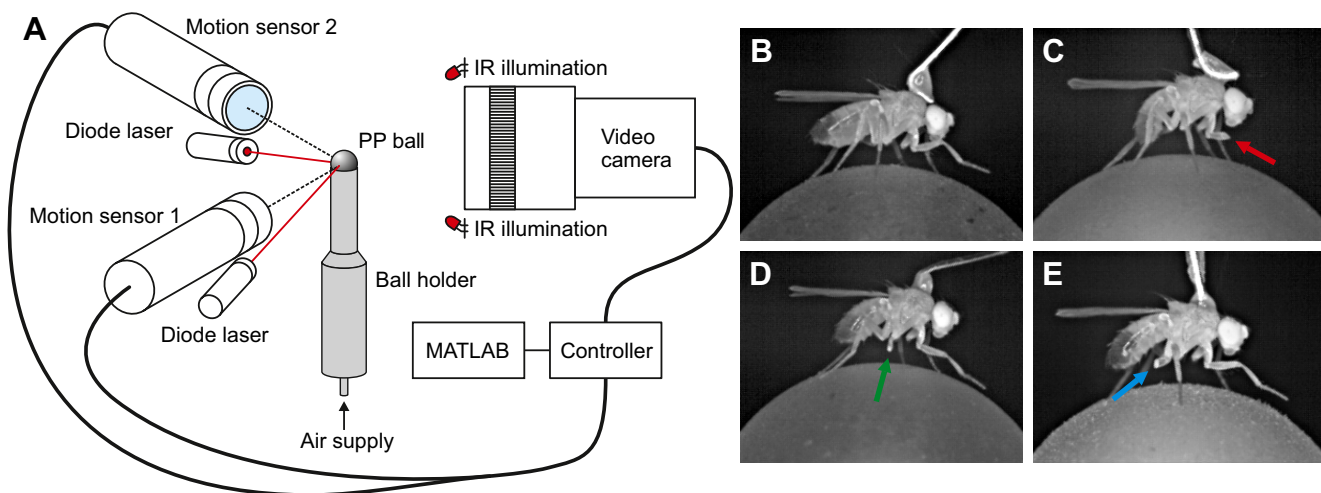 A
Motion sensor 2
IR illumination
Diode laser
PP ball
Video
camera
Motion sensor 1
IR illumination
Ball holder
Diode laser
MATLAB
Controller
Air supply
B
C
D
E